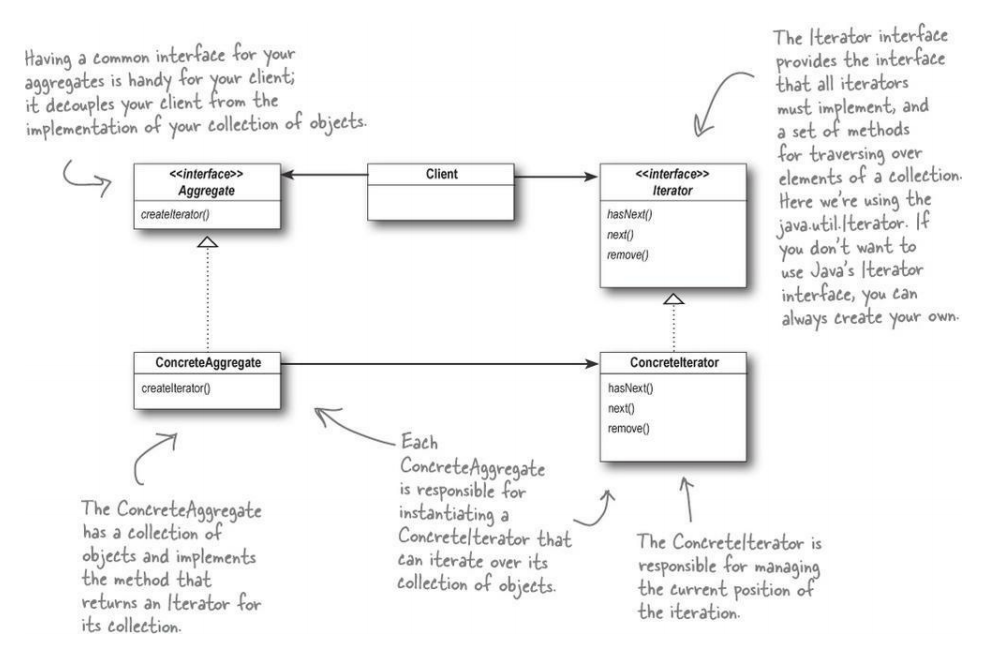 Having a common interface for your
aggregates is handy for your client;
it decouples your client from the
implementation of your collection of objects.
The Iterator interface
provides the interface
that all iterators
must implement, and
a set of methods
for traversing over
elements of a collection.
Here we're using the
java.util.Iterator. If
you don't want to
use Java's Iterator
interface, you can
always create your own.
<<interface>>
Aggregate
createIterator()
Client
<<interface>>
Iterator
hasNext()
next()
remove()
ConcreteAggregate
createIterator()
ConcreteIterator
hasNext()
next()
remove()
The ConcreteAggregate
has a collection of
objects and implements
the method that
returns an Iterator for
its collection.
Each
ConcreteAggregate
is responsible for
instantiating a
ConcreteIterator that
can iterate over its
collection of objects.
The ConcreteIterator is
responsible for managing
the current position of
the iteration.